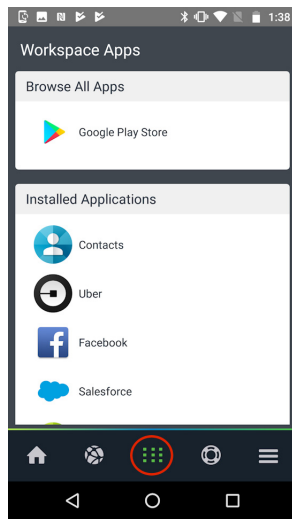 1:38
Workspace Apps
Browse All Apps
Google Play Store
Installed Applications
Contacts
Uber
Facebook
Salesforce